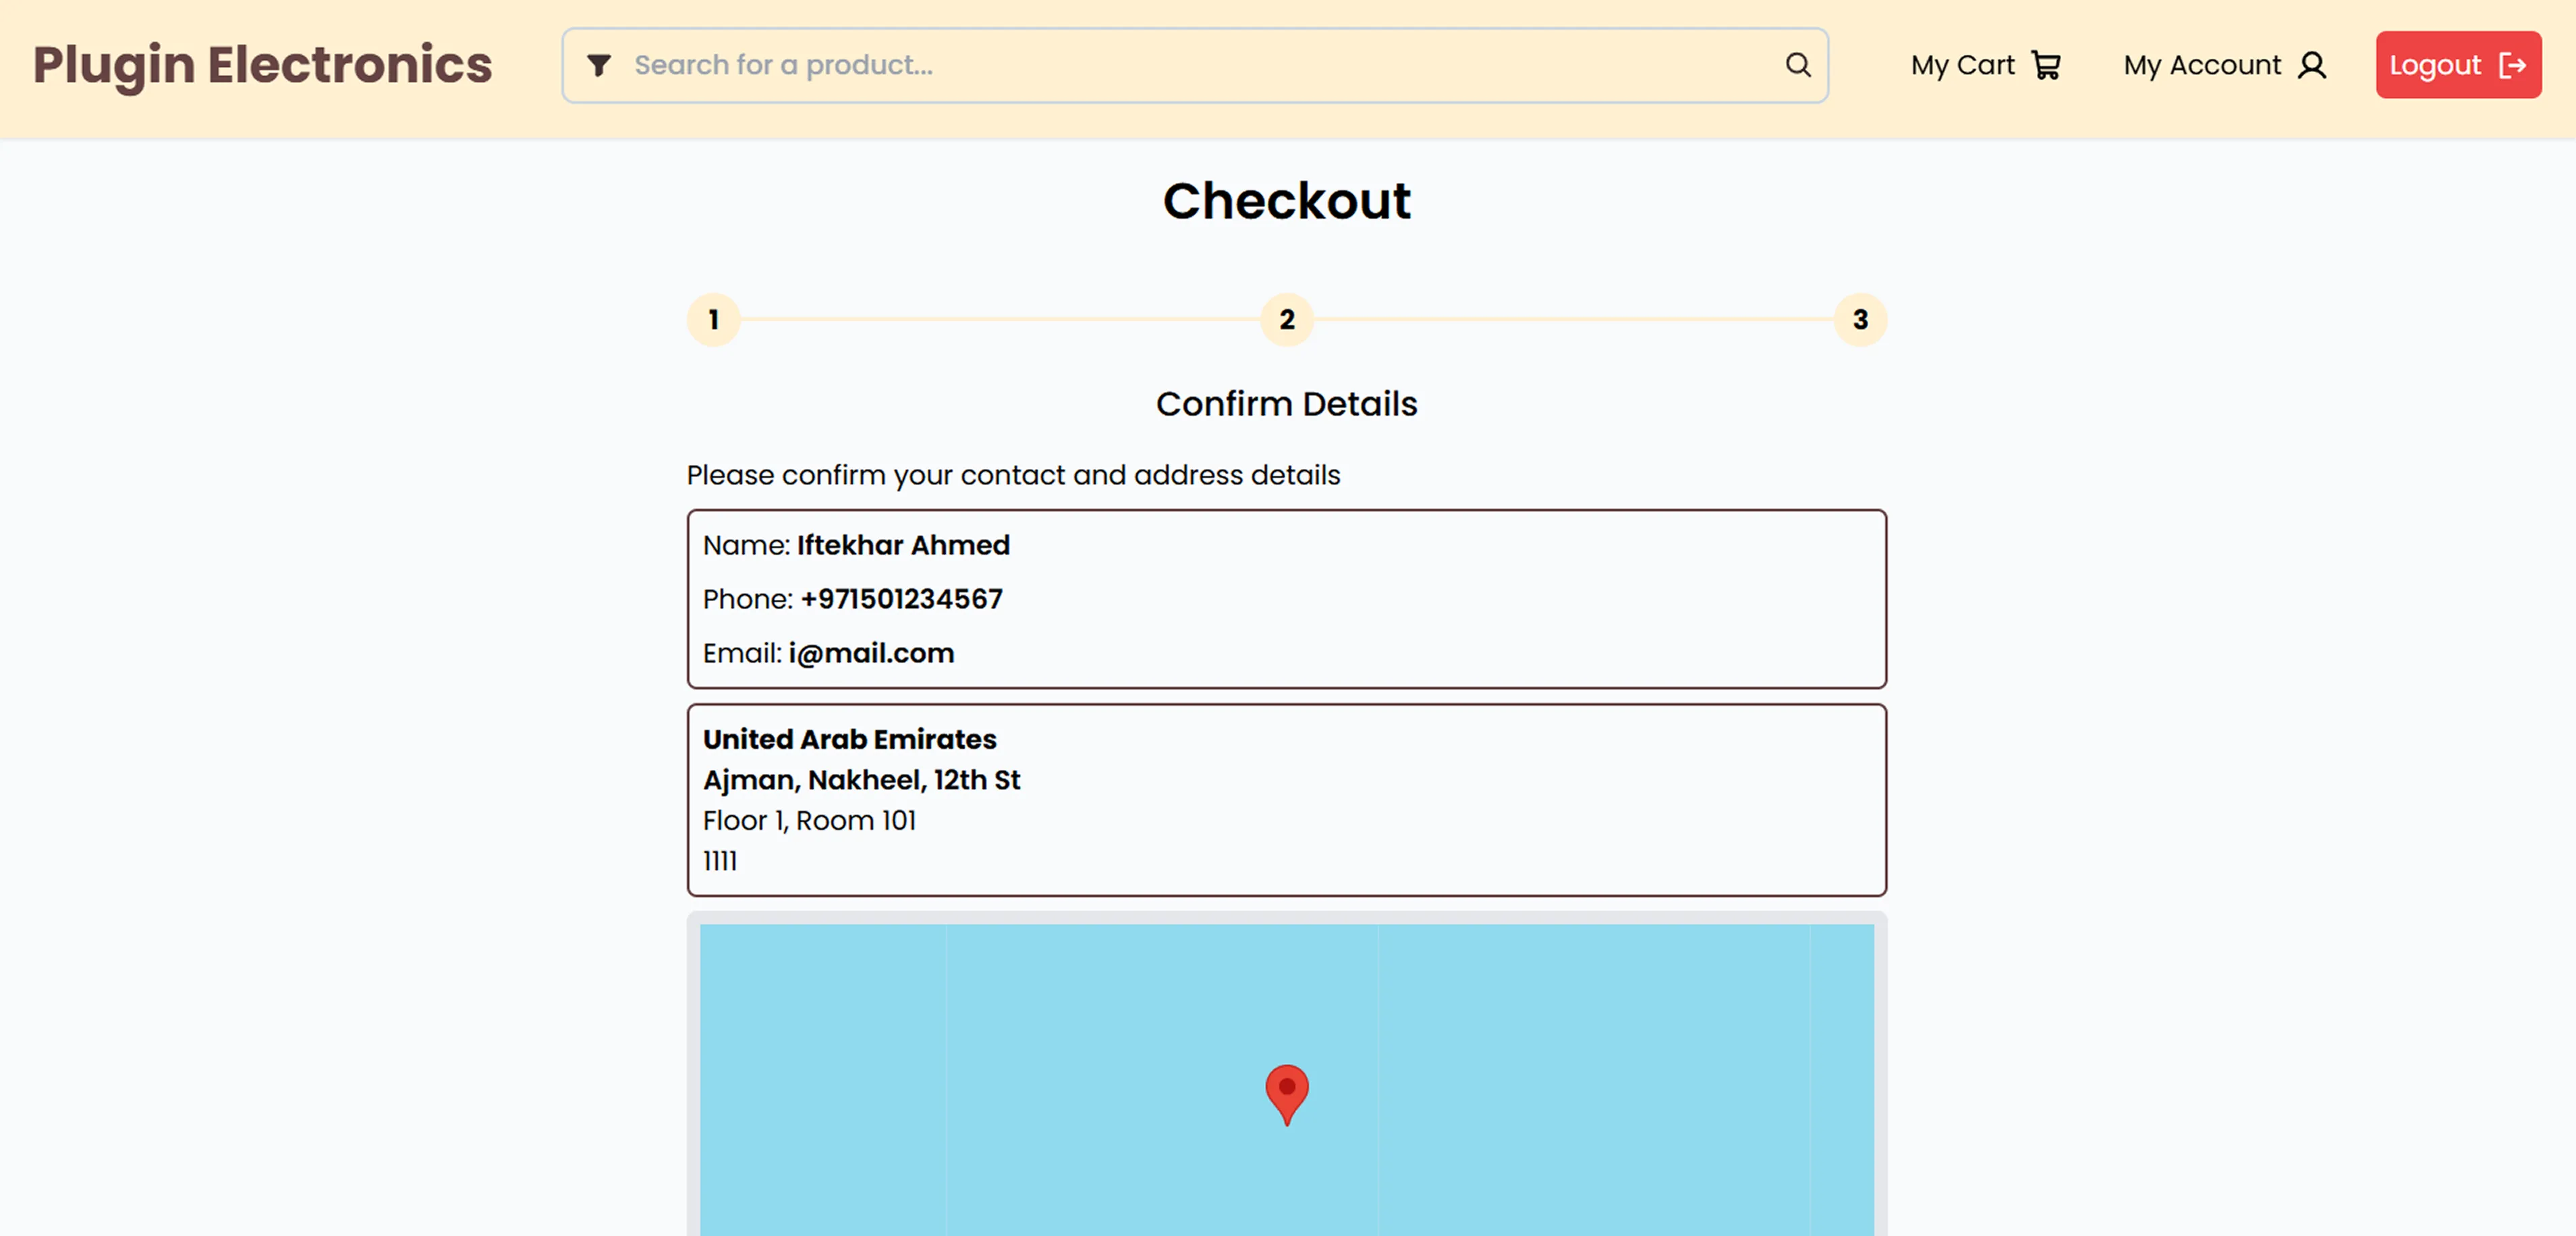 Plugin Electronics
Search for a product...
My Cart
My Account
Logout
Checkout
1
2
3
Confirm Details
Please confirm your contact and address details
Name: Iftekhar Ahmed
Phone: +971501234567
Email: i@mail.com
United Arab Emirates
Ajman, Nakheel, 12th St
Floor 1, Room 101
1111